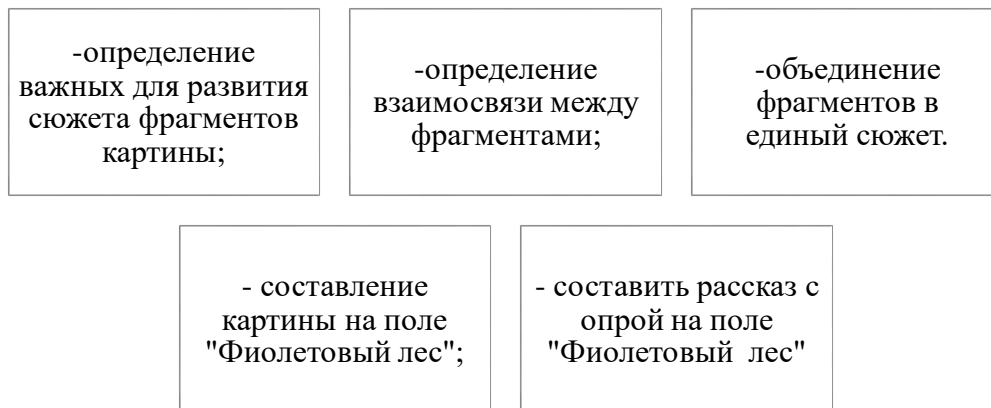 -определение
важных для развития
сюжета фрагментов
картины;
-определение
взаимосвязи между
фрагментами;
-объединение
фрагментов в
единый сюжет.
- составление
картины на поле
"Фиолетовый лес";
- составить рассказ с
опрой на поле
"Фиолетовый  лес"